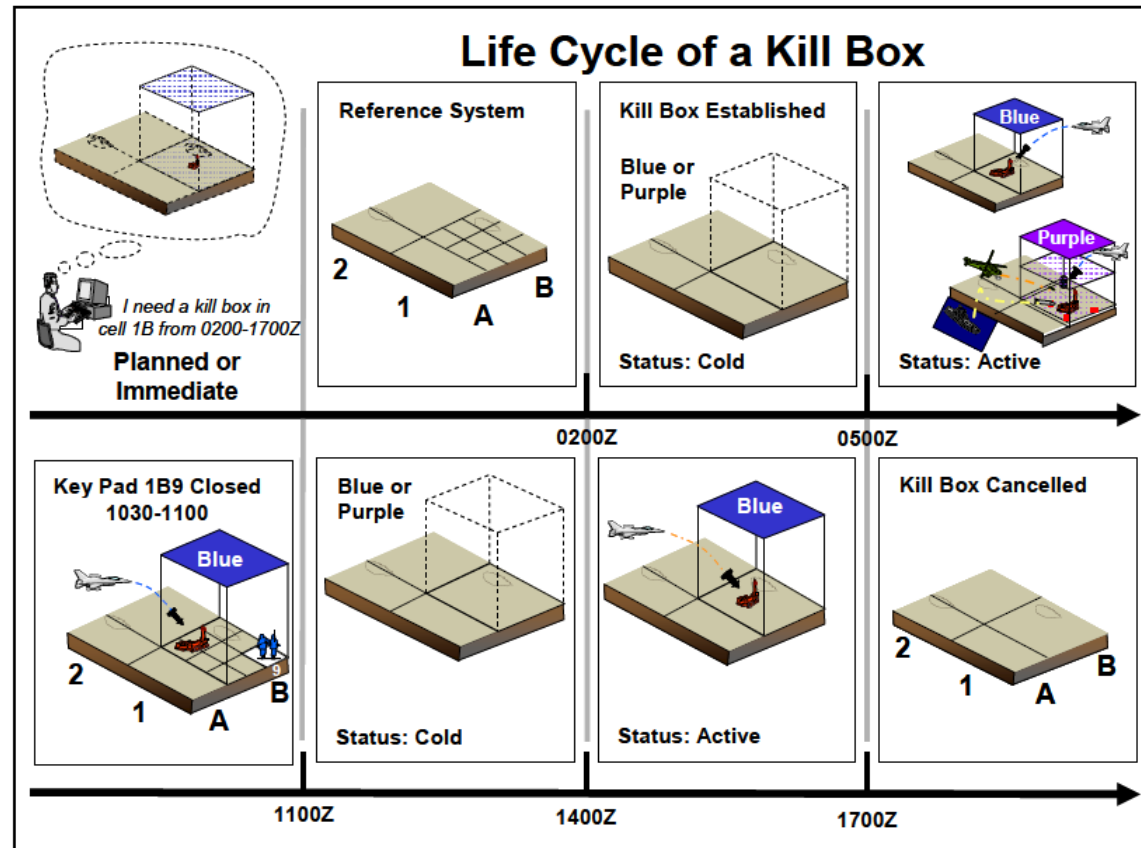 Life Cycle of a Kill Box
I need a kill box in
cell 1B from 0200-1700Z
Planned or
Immediate
Reference System
2
1
A
B
Kill Box Established
Blue or
Purple
Status: Cold
Blue
Purple
Status: Active
0200Z
0500Z
Key Pad 1B9 Closed
1030-1100
Blue
2
1
A
B
9
Blue or
Purple
Status: Cold
Blue
Status: Active
Kill Box Cancelled
2
1
A
B
1100Z
1400Z
1700Z